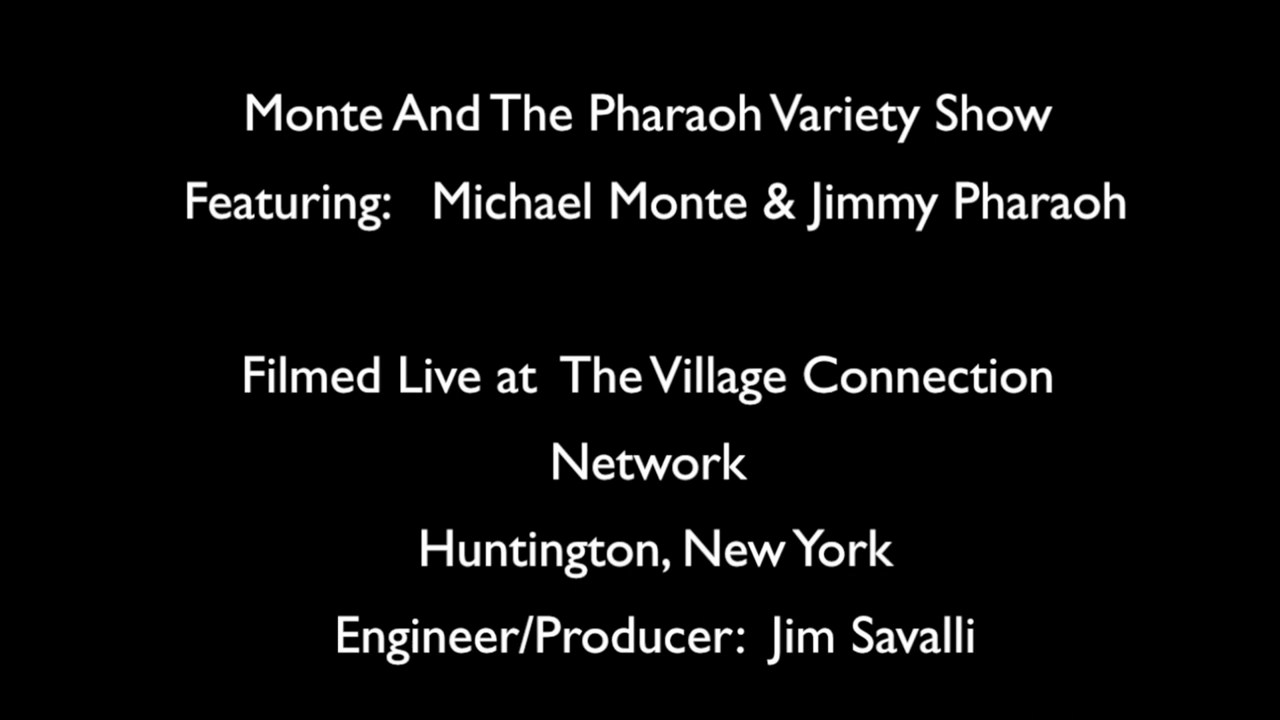 Monte And The Pharaoh Variety Show
Featuring: Michael Monte & Jimmy Pharaoh
Filmed Live at The Village Connection
Network
Huntington, New York
Engineer/Producer: Jim Savalli